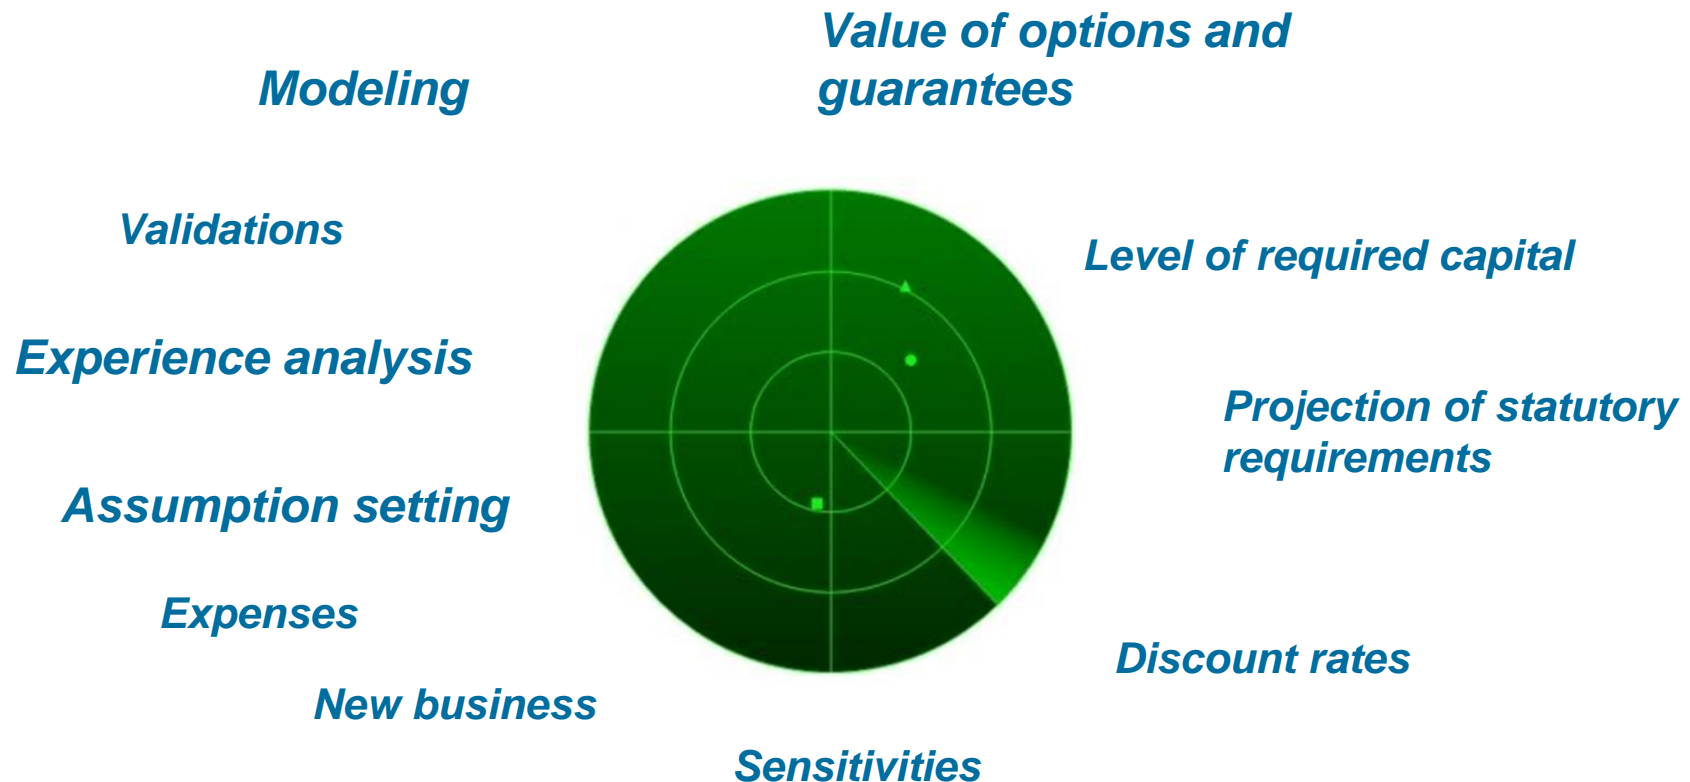 Value of options and
guarantees
Modeling
Validations
Level of required capital
Experience analysis
Projection of statutory
requirements
Assumption setting
Expenses
Discount rates
New business
Sensitivities